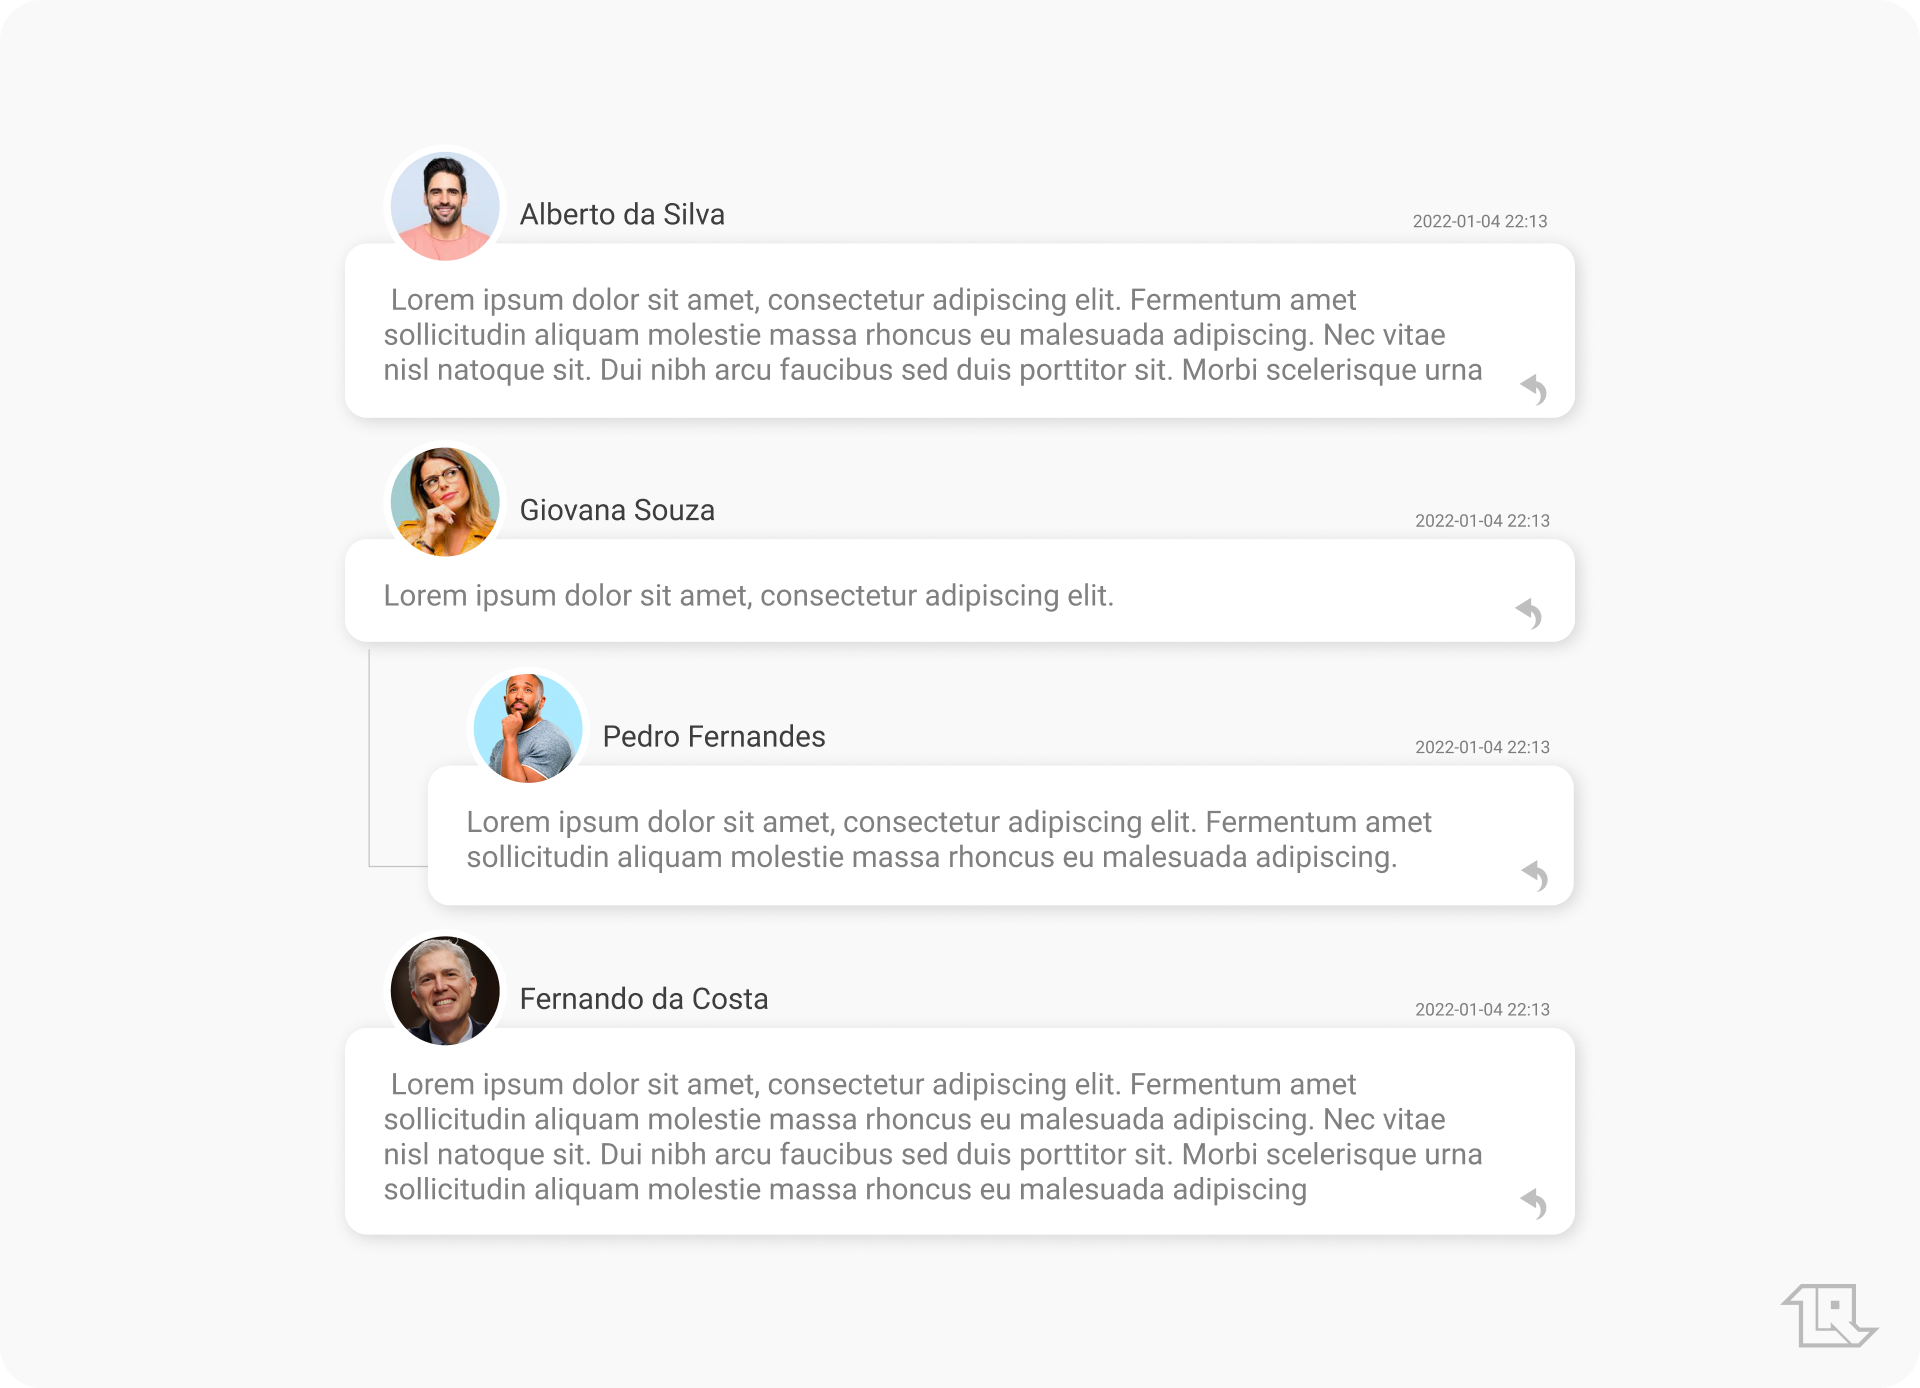 Alberto da Silva
2022-01-04 22:13
Lorem ipsum dolor sit amet, consectetur adipiscing elit. Fermentum amet
sollicitudin aliquam molestie massa rhoncus eu malesuada adipiscing. Nec vitae
nisl natoque sit. Dui nibh arcu faucibus sed duis porttitor sit. Morbi scelerisque urna
Giovana Souza
2022-01-04 22:13
Lorem ipsum dolor sit amet, consectetur adipiscing elit.
Pedro Fernandes
2022-01-04 22:13
Lorem ipsum dolor sit amet, consectetur adipiscing elit. Fermentum amet
sollicitudin aliquam molestie massa rhoncus eu malesuada adipiscing.
Fernando da Costa
2022-01-04 22:13
Lorem ipsum dolor sit amet, consectetur adipiscing elit. Fermentum amet
sollicitudin aliquam molestie massa rhoncus eu malesuada adipiscing. Nec vitae
nisl natoque sit. Dui nibh arcu faucibus sed duis porttitor sit. Morbi scelerisque urna
sollicitudin aliquam molestie massa rhoncus eu malesuada adipiscing